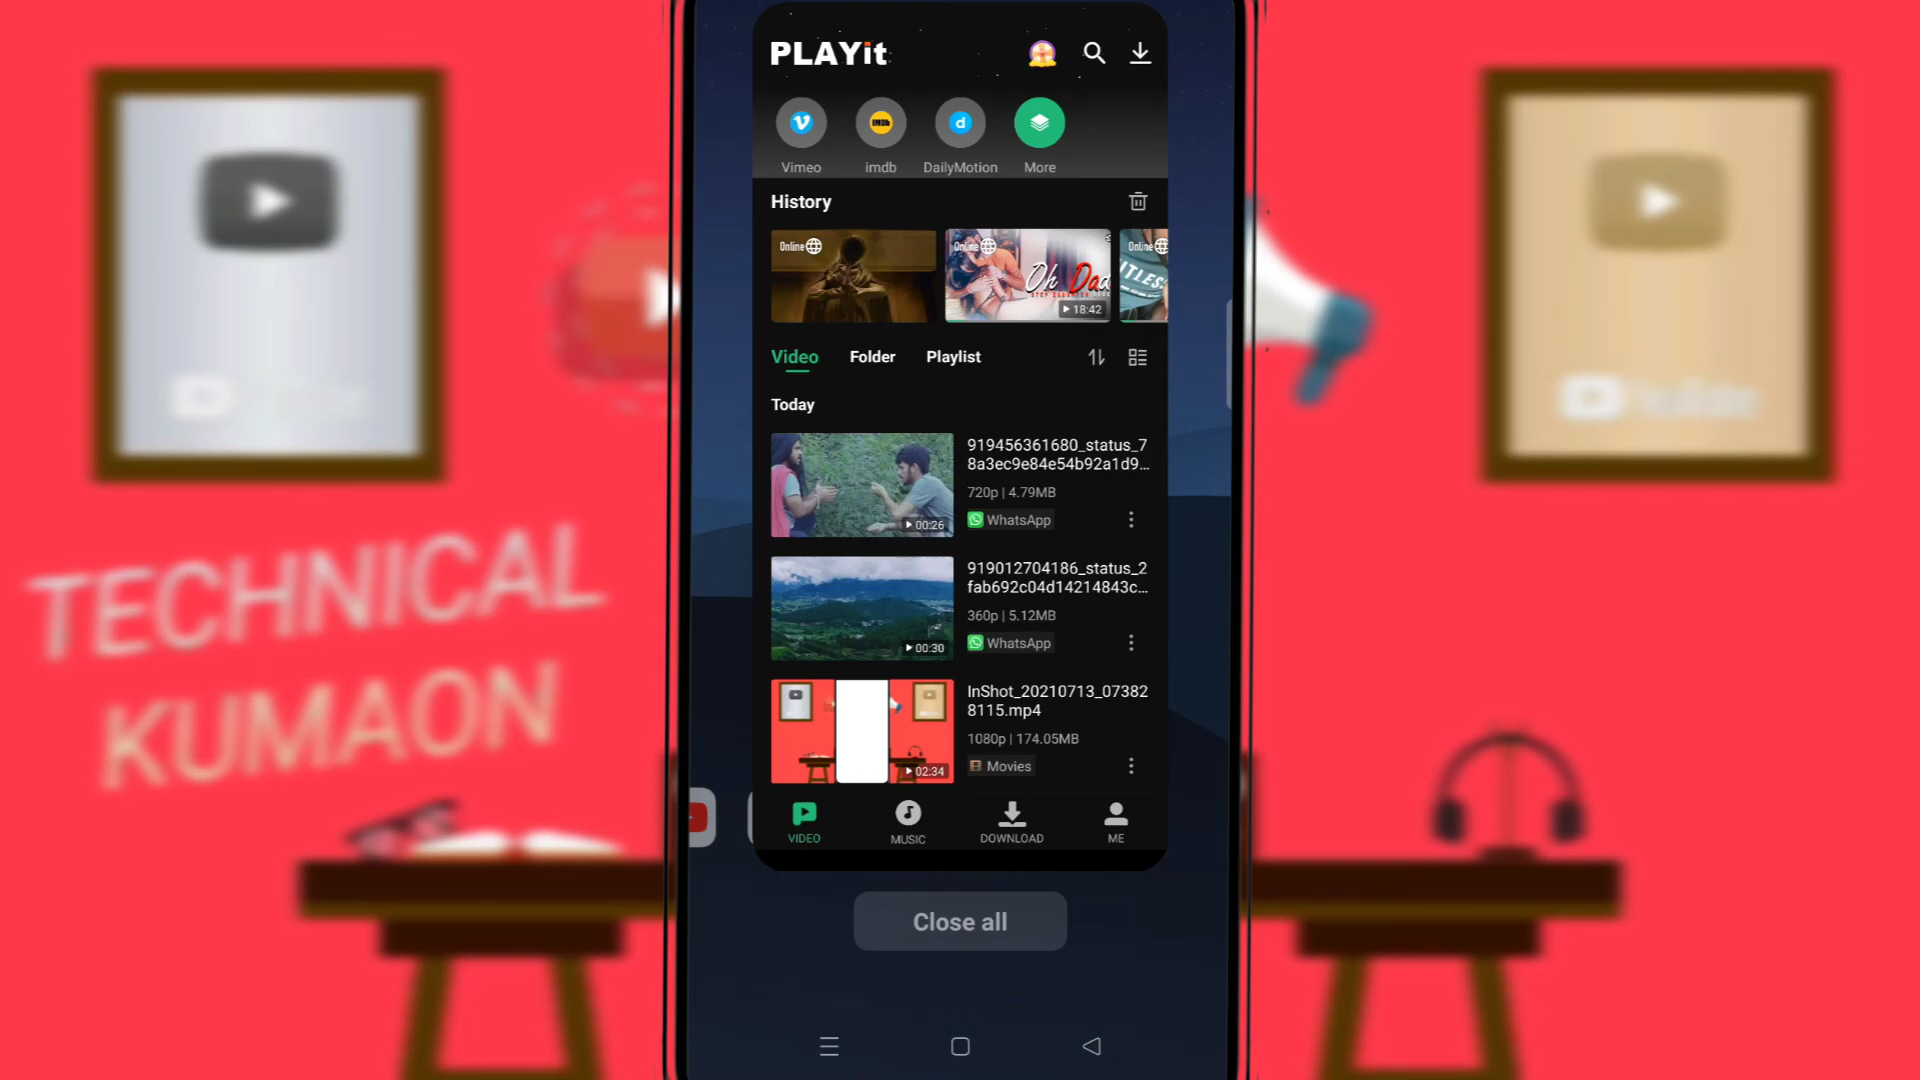 PLAYit
Vimeo
imdb
DailyMotion
More
History
Online
Online
Oh Dad
18:42
Online
Video
Folder
Playlist
Today
919456361680_status_7
8a3ec9e84e54b92a1d9...
720p | 4.79MB
WhatsApp
00:26
919012704186_status_2
fab692c04d14214843c...
360p | 5.12MB
WhatsApp
00:30
InShot_20210713_07382
8115.mp4
1080p | 174.05MB
Movies
02:34
VIDEO
MUSIC
DOWNLOAD
ME
Close all
TECHNICAL
KUMAON